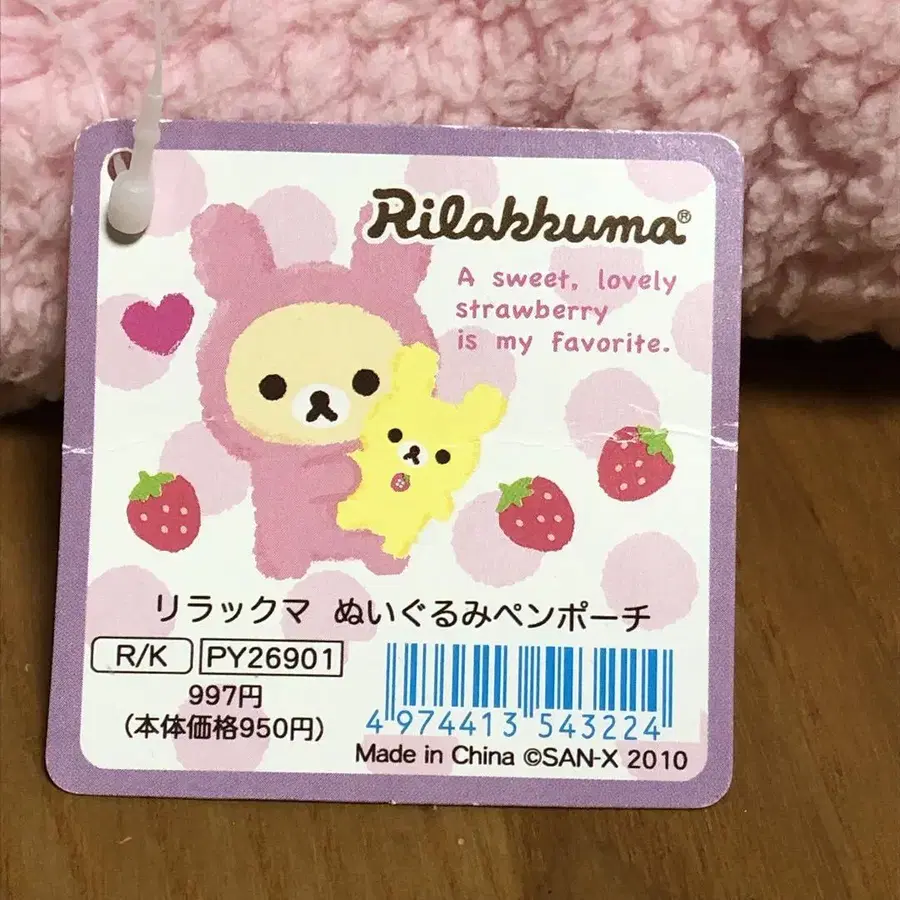 Rilakkuma®
A sweet, lovely
strawberry
is my favorite.
リラックマ ぬいぐるみペンポーチ
R/K PY26901
997円
(本体価格950円)
4 974413 543224
Made in China ©SAN-X 2010